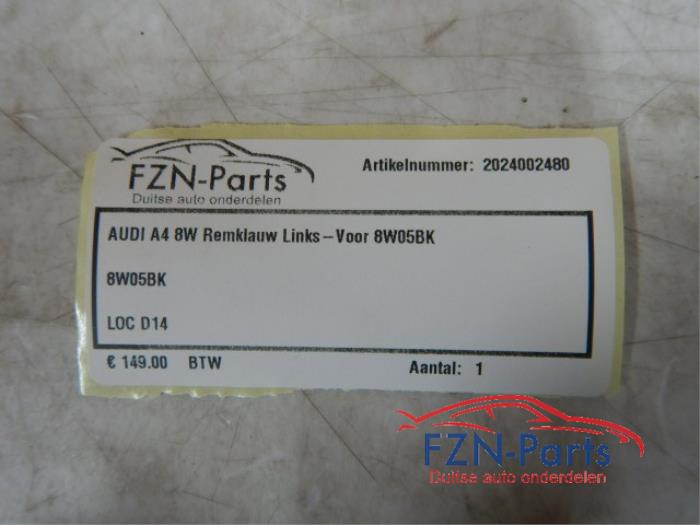 FZN-Parts
Duitse auto onderdelen
Artikelnummer: 2024002480
AUDI A4 8W Remklauw Links-Voor 8W05BK
8W05BK
LOC D14
€ 149.00 BTW
Aantal: 1
FZN-Parts
Duitse auto onderdelen